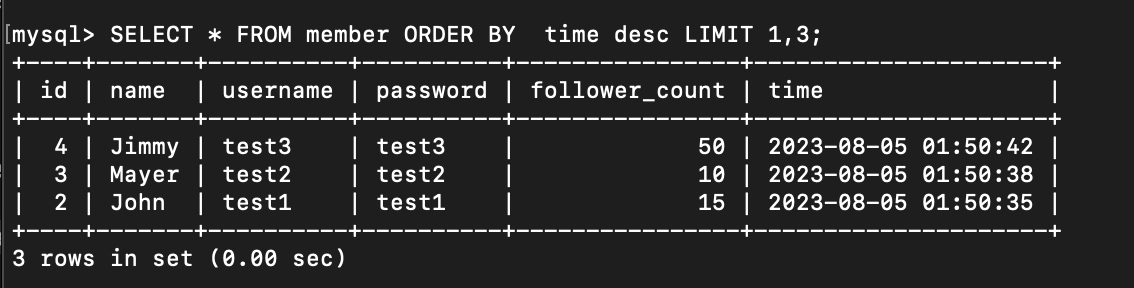 [mysql> SELECT * FROM member ORDER BY  time desc LIMIT 1,3;
+----+-------+----------+----------+----------------+---------------------+
| id | name  | username | password | follower_count | time                |
+----+-------+----------+----------+----------------+---------------------+
|  4 | Jimmy | test3    | test3    |             50 | 2023-08-05 01:50:42 |
|  3 | Mayer | test2    | test2    |             10 | 2023-08-05 01:50:38 |
|  2 | John  | test1    | test1    |             15 | 2023-08-05 01:50:35 |
+----+-------+----------+----------+----------------+---------------------+
3 rows in set (0.00 sec)